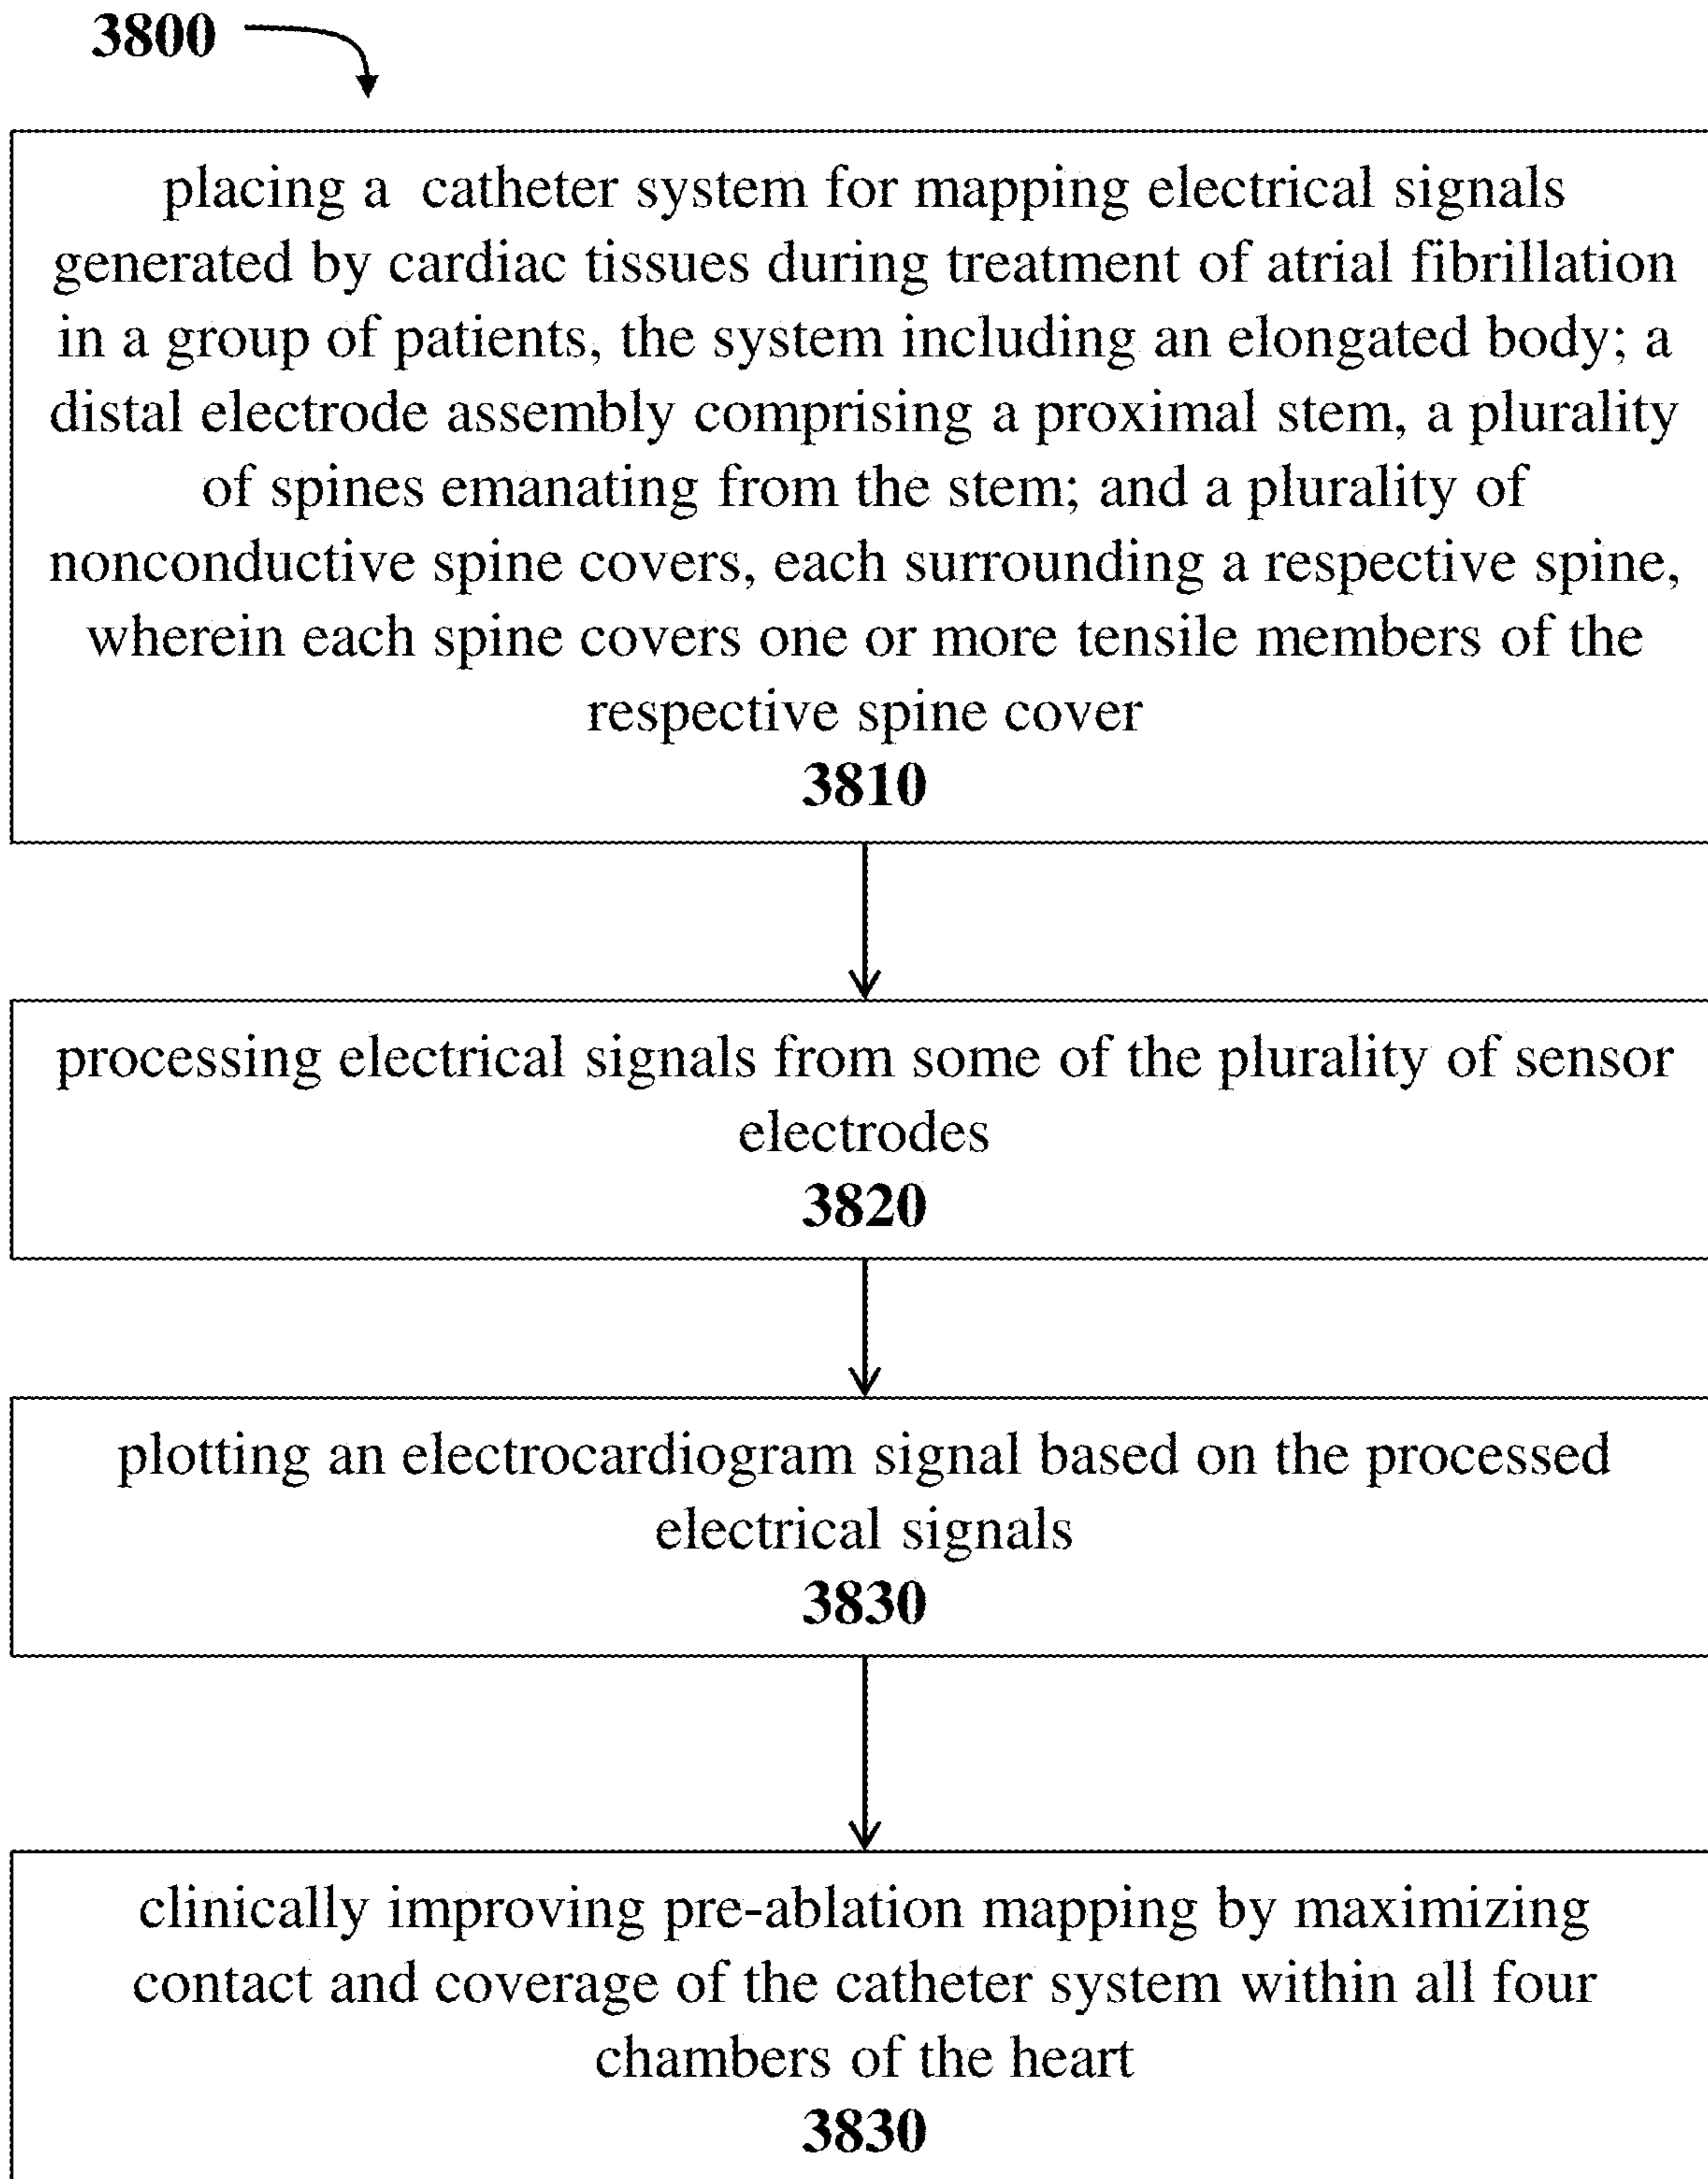 3800
placing a catheter system for mapping electrical signals
generated by cardiac tissues during treatment of atrial fibrillation
in a group of patients, the system including an elongated body; a
distal electrode assembly comprising a proximal stem, a plurality
of spines emanating from the stem; and a plurality of
nonconductive spine covers, each surrounding a respective spine,
wherein each spine covers one or more tensile members of the
respective spine cover
3810
processing electrical signals from some of the plurality of sensor
electrodes
3820
plotting an electrocardiogram signal based on the processed
electrical signals
3830
clinically improving pre-ablation mapping by maximizing
contact and coverage of the catheter system within all four
chambers of the heart
3830